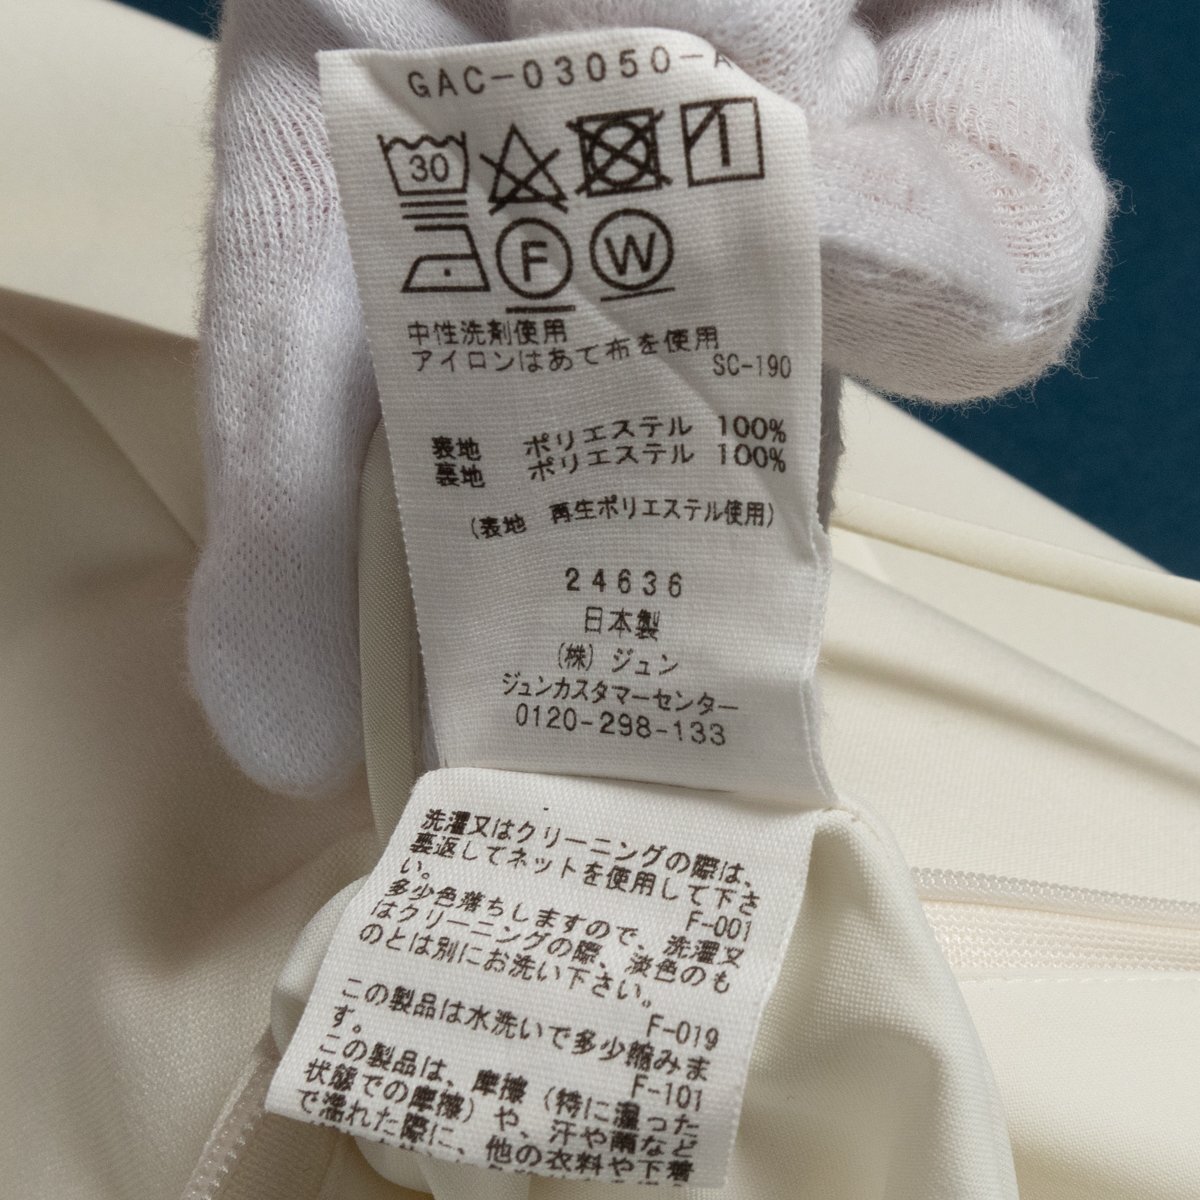 GAC-03050-A
30
F W
中性洗剤使用
アイロンはあて布を使用
SC-190
表地 ポリエステル 100%
裏地 ポリエステル 100%
(表地 再生ポリエステル使用)
24636
日本製
(株) ジュン
ジュンカスタマーセンター
0120-298-133
洗濯又はクリーニングの際は、
裏返してネットを使用して下さ
い。
F-001
多少色落ちしますので、洗濯又
はクリーニングの際、淡色のも
のとは別にお洗い下さい。
F-019
この製品は水洗いで多少縮みま
す。
F-101
この製品は、摩擦 (特に湿った
状態での摩擦) や、汗や雨など
で濡れた際に、他の衣料や下着